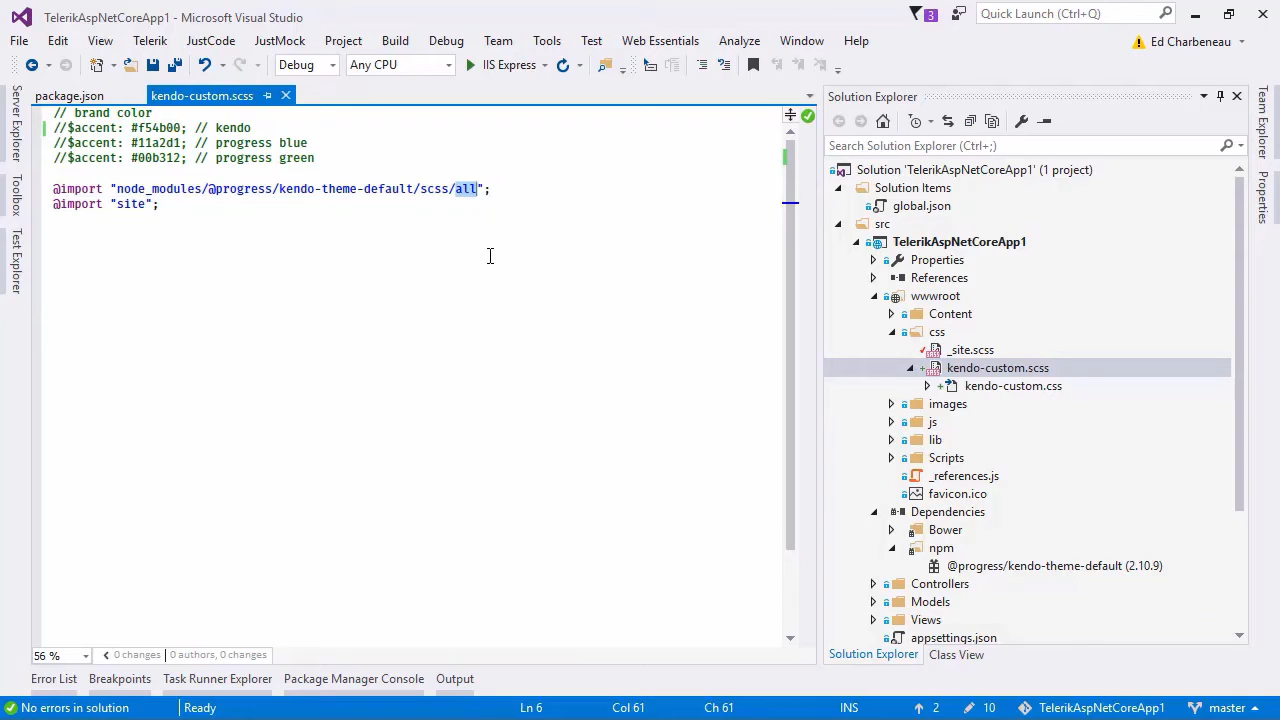 TelerikAspNetCoreApp1 - Microsoft Visual Studio
3
Quick Launch (Ctrl+Q)
File Edit View Telerik JustCode JustMock Project Build Debug Team Tools Test Web Essentials Analyze Window Help
Ed Charbeneau
Debug Any CPU IIS Express
Server Explorer
Toolbox
Test Explorer
package.json kendo-custom.scss
// brand color
//$accent: #f54b00; // kendo
//$accent: #11a2d1; // progress blue
//$accent: #00b312; // progress green
@import "node_modules/@progress/kendo-theme-default/scss/all";
@import "site";
56 % 0 changes | 0 authors, 0 changes
Solution Explorer
Search Solution Explorer (Ctrl+;)
Solution 'TelerikAspNetCoreApp1' (1 project)
Solution Items
global.json
src
TelerikAspNetCoreApp1
Properties
References
wwwroot
Content
css
_site.scss
kendo-custom.scss
kendo-custom.css
images
js
lib
Scripts
_references.js
favicon.ico
Dependencies
Bower
npm
@progress/kendo-theme-default (2.10.9)
Controllers
Models
Views
appsettings.json
Solution Explorer Class View
Team Explorer
Properties
Error List Breakpoints Task Runner Explorer Package Manager Console Output
No errors in solution Ready Ln 6 Col 61 Ch 61 INS 2 10 TelerikAspNetCoreApp1 master